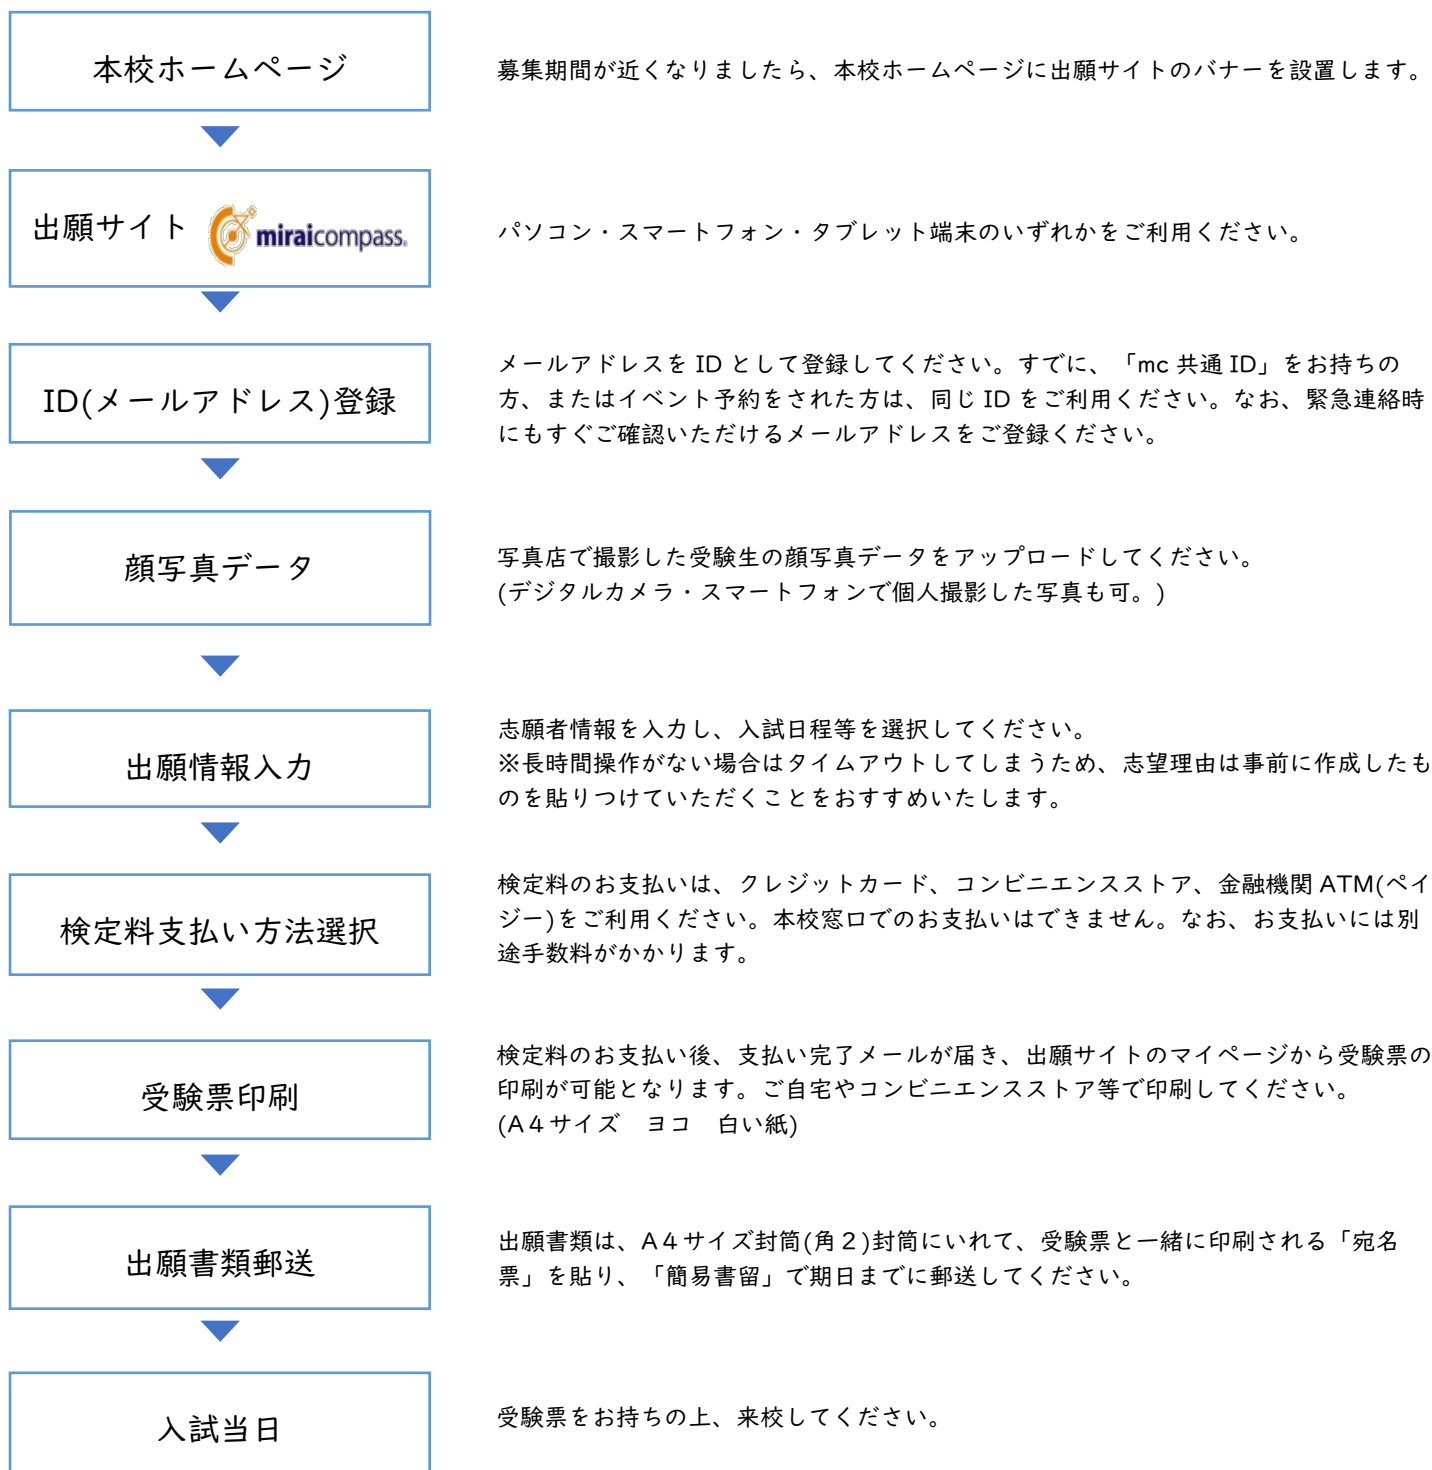 本校ホームページ
募集期間が近くなりましたら、本校ホームページに出願サイトのバナーを設置します。
出願サイト miraicompass.
パソコン・スマートフォン・タブレット端末のいずれかをご利用ください。
ID(メールアドレス)登録
メールアドレスを ID として登録してください。すでに、「mc 共通 ID」をお持ちの
方、またはイベント予約をされた方は、同じ ID をご利用ください。なお、緊急連絡時
にもすぐご確認いただけるメールアドレスをご登録ください。
顔写真データ
写真店で撮影した受験生の顔写真データをアップロードしてください。
(デジタルカメラ・スマートフォンで個人撮影した写真も可。)
出願情報入力
志願者情報を入力し、入試日程等を選択してください。
※長時間操作がない場合はタイムアウトしてしまうため、志望理由は事前に作成したも
のを貼りつけていただくことをおすすめいたします。
検定料支払い方法選択
検定料のお支払いは、クレジットカード、コンビニエンスストア、金融機関 ATM(ペイ
ジー)をご利用ください。本校窓口でのお支払いはできません。なお、お支払いには別
途手数料がかかります。
受験票印刷
検定料のお支払い後、支払い完了メールが届き、出願サイトのマイページから受験票の
印刷が可能となります。ご自宅やコンビニエンスストア等で印刷してください。
(A4サイズ　ヨコ　白い紙)
出願書類郵送
出願書類は、A4サイズ封筒(角2)封筒にいれて、受験票と一緒に印刷される「宛名
票」を貼り、「簡易書留」で期日までに郵送してください。
入試当日
受験票をお持ちの上、来校してください。